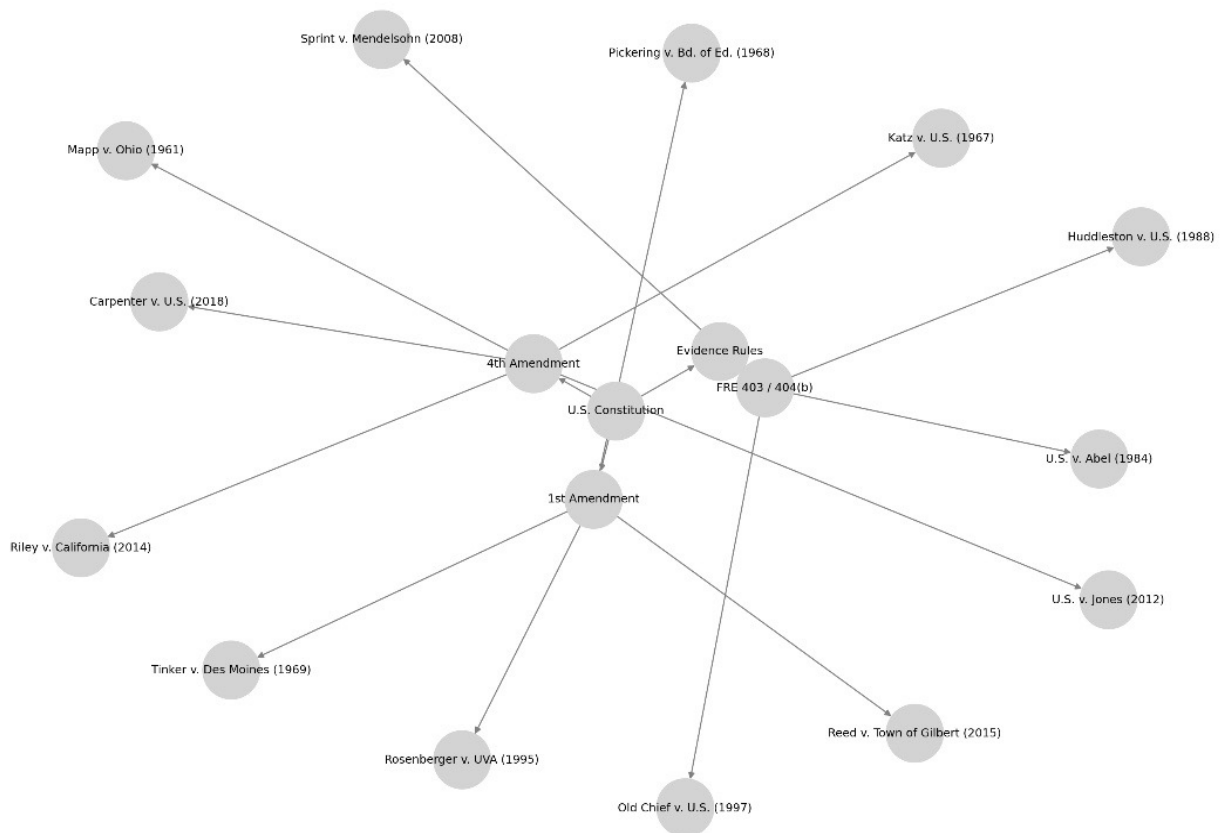 Sprint v. Mendelsohn (2008)
Pickering v. Bd. of Ed. (1968)
Katz v. U.S. (1967)
Mapp v. Ohio (1961)
Huddleston v. U.S. (1988)
Carpenter v. U.S. (2018)
Evidence Rules
4th Amendment
FRE 403 / 404(b)
U.S. Constitution
U.S. v. Abel (1984)
1st Amendment
Riley v. California (2014)
U.S. v. Jones (2012)
Tinker v. Des Moines (1969)
Reed v. Town of Gilbert (2015)
Rosenberger v. UVA (1995)
Old Chief v. U.S. (1997)